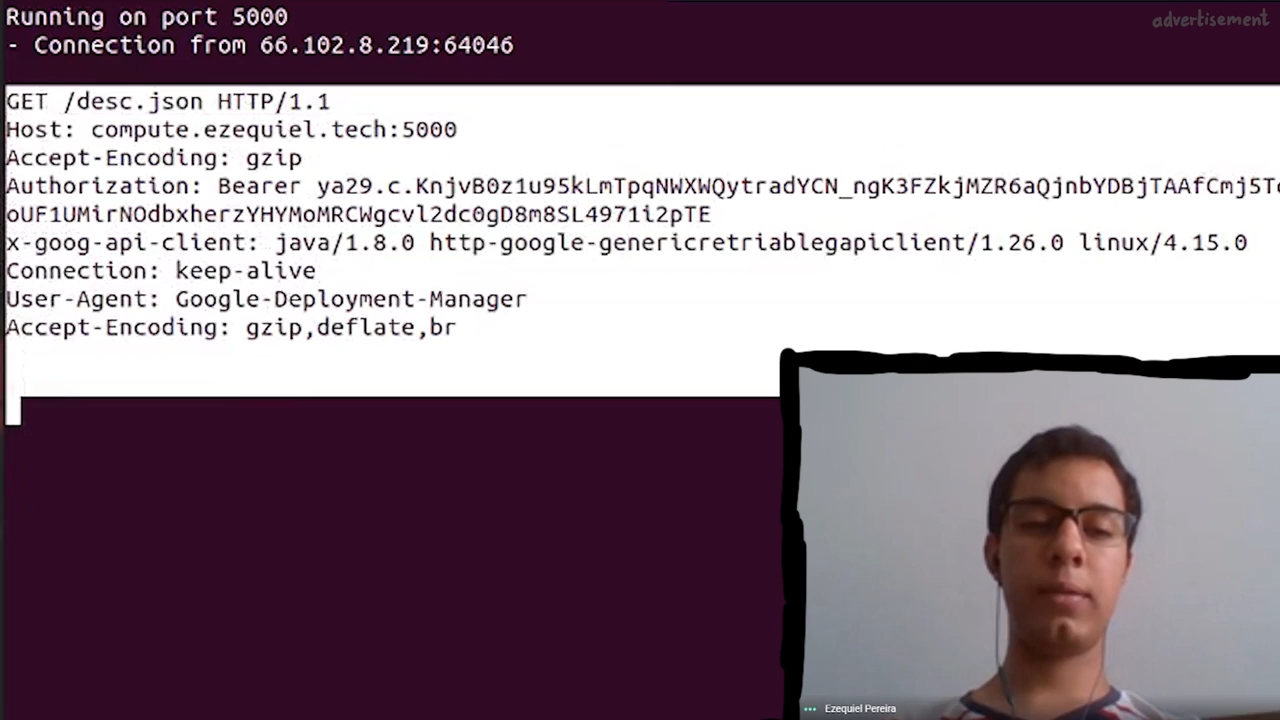 Running on port 5000
advertisement
- Connection from 66.102.8.219:64046
GET /desc.json HTTP/1.1
Host: compute.ezequiel.tech:5000
Accept-Encoding: gzip
Authorization: Bearer ya29.c.KnjvB0z1u95kLmTpqNWXWQytradYCN_ngK3FZkjMZR6aQjnbYDBjTAAfCmj5T
oUF1UMirNOdbxherzYHYMoMRCWgcvl2dc0gD8m8SL4971i2pTE
x-goog-api-client: java/1.8.0 http-google-genericretriablegapiclient/1.26.0 linux/4.15.0
Connection: keep-alive
User-Agent: Google-Deployment-Manager
Accept-Encoding: gzip,deflate,br
Ezequiel Pereira